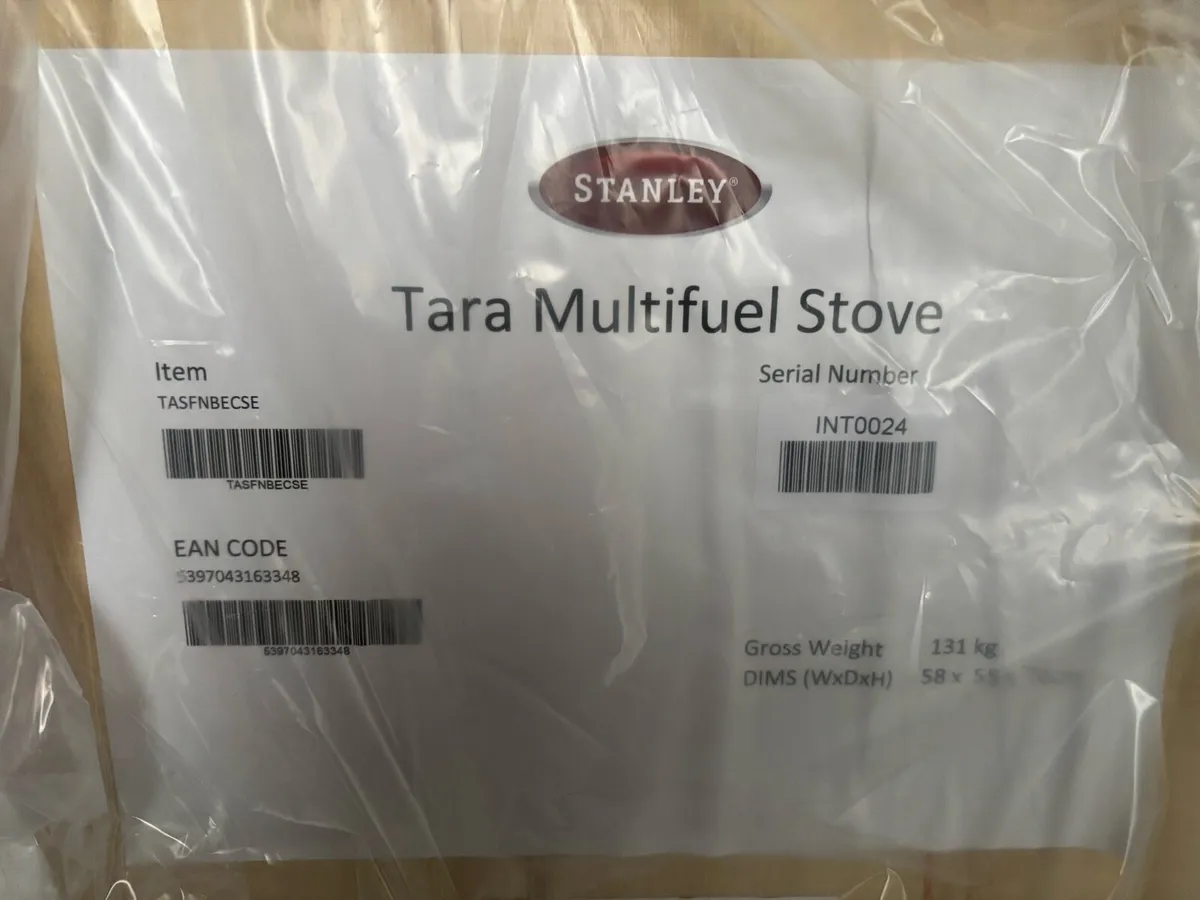 STANLEY®
Tara Multifuel Stove
Item
TASFNBECSE
TASFNBECSE
Serial Number
INT0024
EAN CODE
5397043163348
5397043163348
Gross Weight 131 kg
DIMS (WxDxH) 58 x